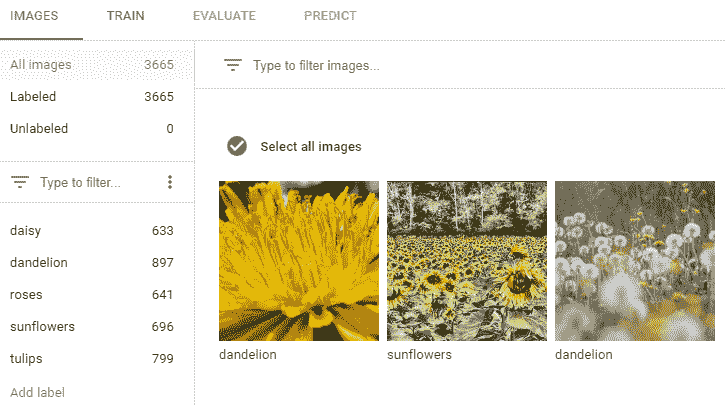 IMAGES TRAIN EVALUATE PREDICT
All images 3665
Labeled 3665
Unlabeled 0
Type to filter...
daisy 633
dandelion 897
roses 641
sunflowers 696
tulips 799
Add label
Type to filter images...
Select all images
dandelion sunflowers dandelion